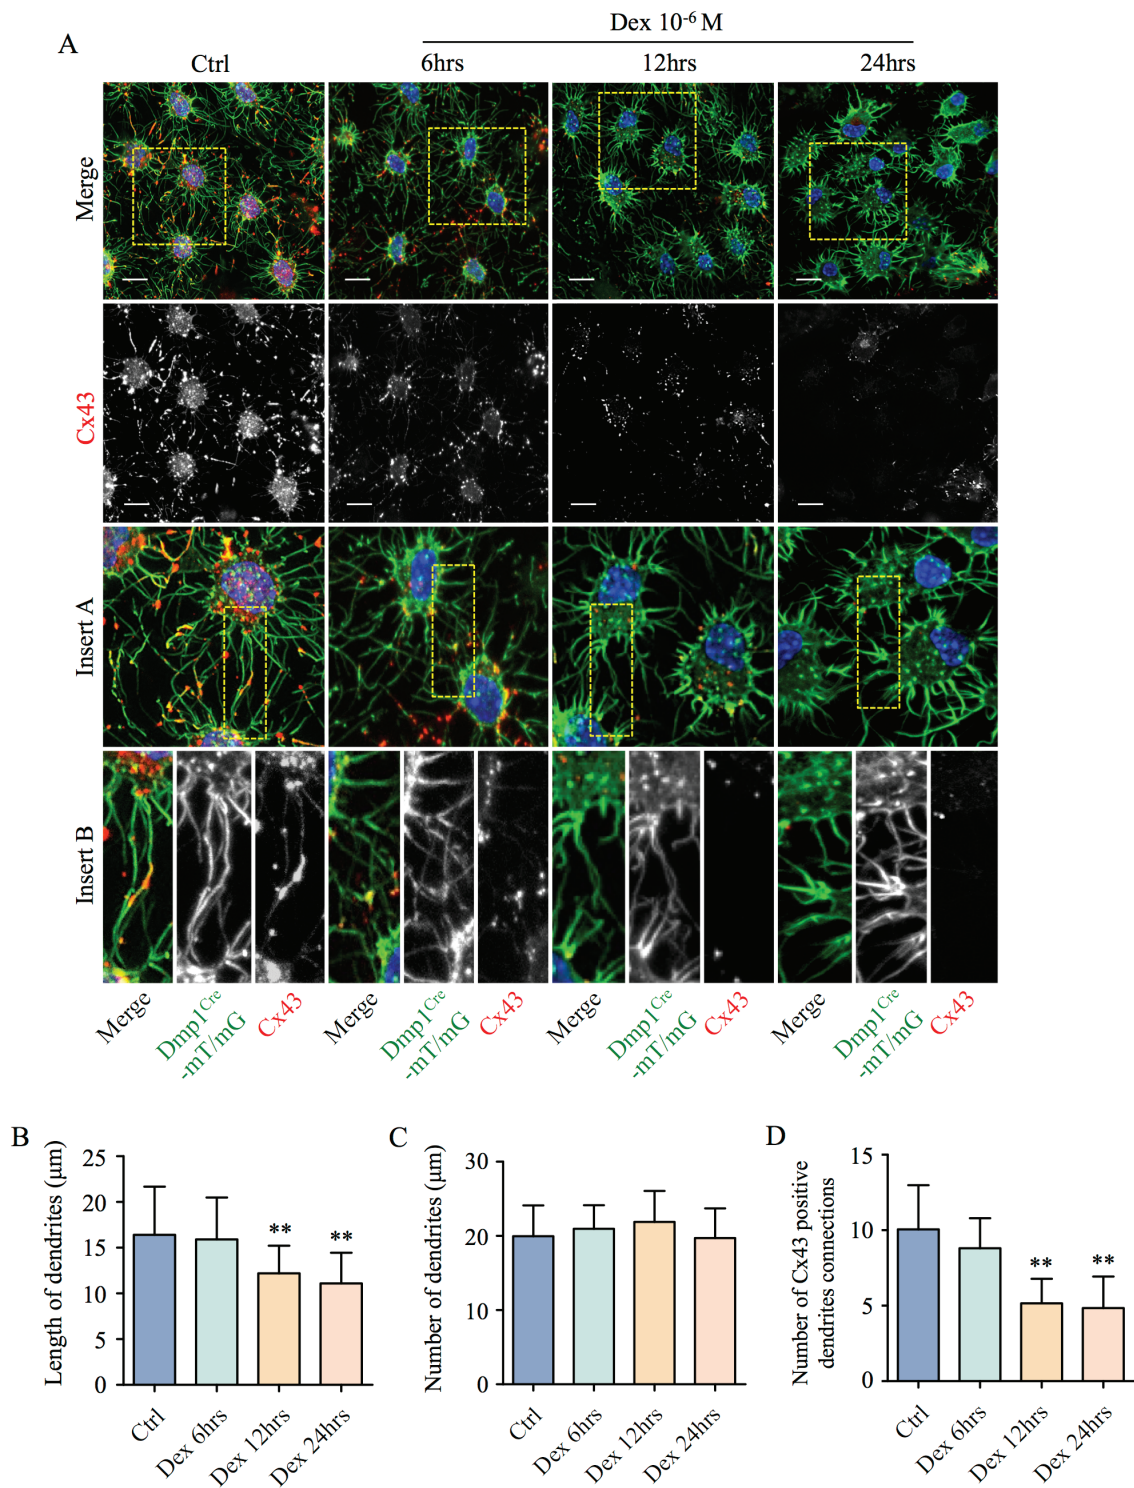 A
Dex 10⁻⁶ M
Ctrl
6hrs
12hrs
24hrs
Merge
Cx43
Insert A
Insert B
Merge
Dmp1Cre
-mT/mG
Cx43
Merge
Dmp1Cre
-mT/mG
Cx43
Merge
Dmp1Cre
-mT/mG
Cx43
Merge
Dmp1Cre
-mT/mG
Cx43
B
Length of dendrites (μm)
25
20
15
10
5
0
**
**
Ctrl
Dex 6hrs
Dex 12hrs
Dex 24hrs
C
Number of dendrites (μm)
30
20
10
0
Ctrl
Dex 6hrs
Dex 12hrs
Dex 24hrs
D
Number of Cx43 positive
dendrites connections
15
10
5
0
**
**
Ctrl
Dex 6hrs
Dex 12hrs
Dex 24hrs